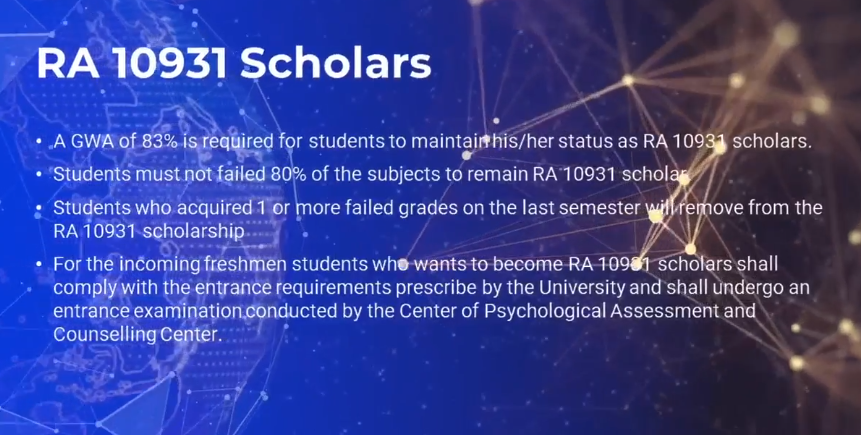 RA 10931 Scholars
• A GWA of 83% is required for students to maintain his/her status as RA 10931 scholars.
• Students must not failed 80% of the subjects to remain RA 10931 scholar.
• Students who acquired 1 or more failed grades on the last semester will remove from the
RA 10931 scholarship
• For the incoming freshmen students who wants to become RA 10931 scholars shall
comply with the entrance requirements prescribe by the University and shall undergo an
entrance examination conducted by the Center of Psychological Assessment and
Counselling Center.